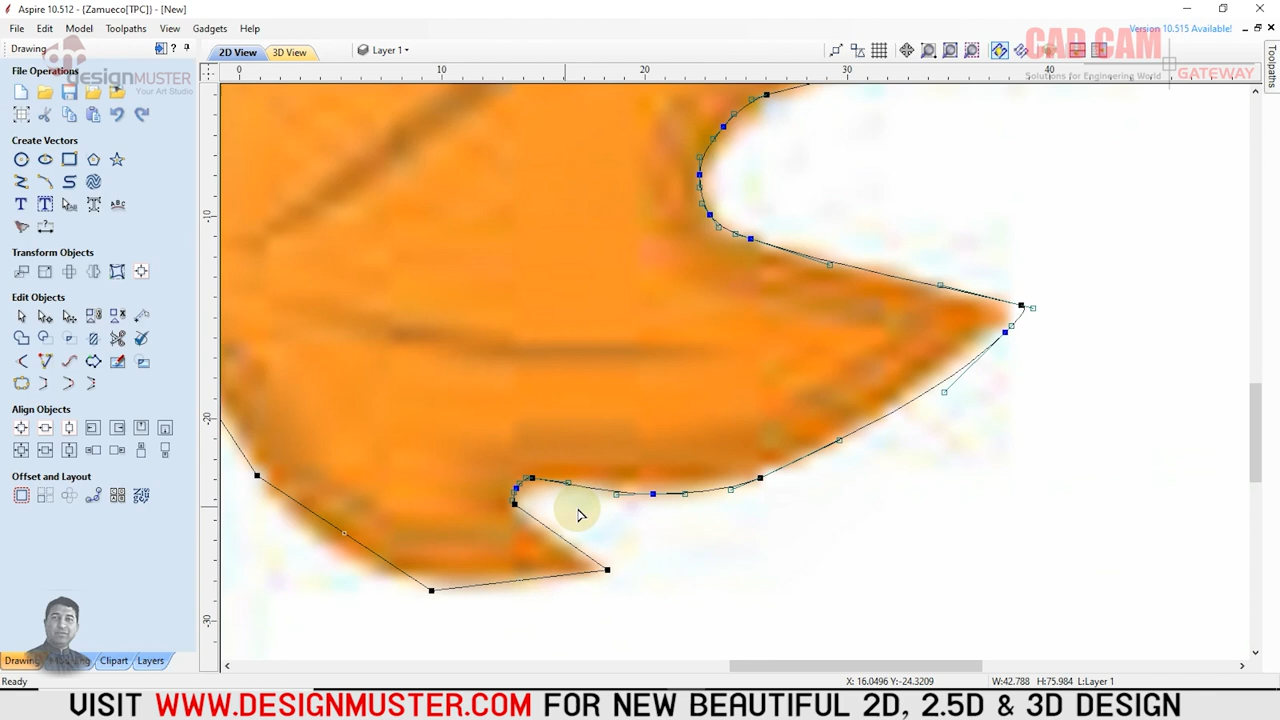 Aspire 10.512 - {Zamueco[TPC]} - [New]
File Edit Model Toolpaths View Gadgets Help
Version 10.515 Available!
Drawing
2D View 3D View Layer 1
CAD CAM
Solutions for Engineering World
GATEWAY
designMUSTER
Your Art Studio
Toolpaths
File Operations
0 10 20 30 40
Create Vectors
-10
Transform Objects
Edit Objects
Align Objects
-20
Offset and Layout
-30
Drawing Clipart Layers
Ready
X: 16.0496 Y:-24.3209
W:42.788 H:75.984 L:Layer 1
VISIT WWW.DESIGNMUSTER.COM FOR NEW BEAUTIFUL 2D, 2.5D & 3D DESIGN